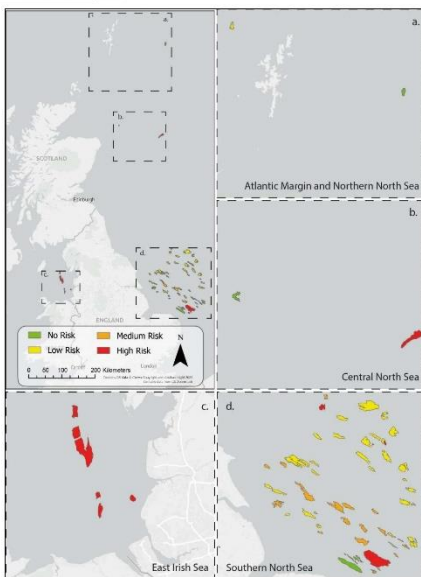 a.
Atlantic Margin and Northern North Sea
b.
Central North Sea
a.
b.
SCOTLAND
Edinburgh
c.
d.
ENGLAND
No Risk
Medium Risk
Low Risk
High Risk
N
0 50 100 200 Kilometers
c.
East Irish Sea
d.
Southern North Sea